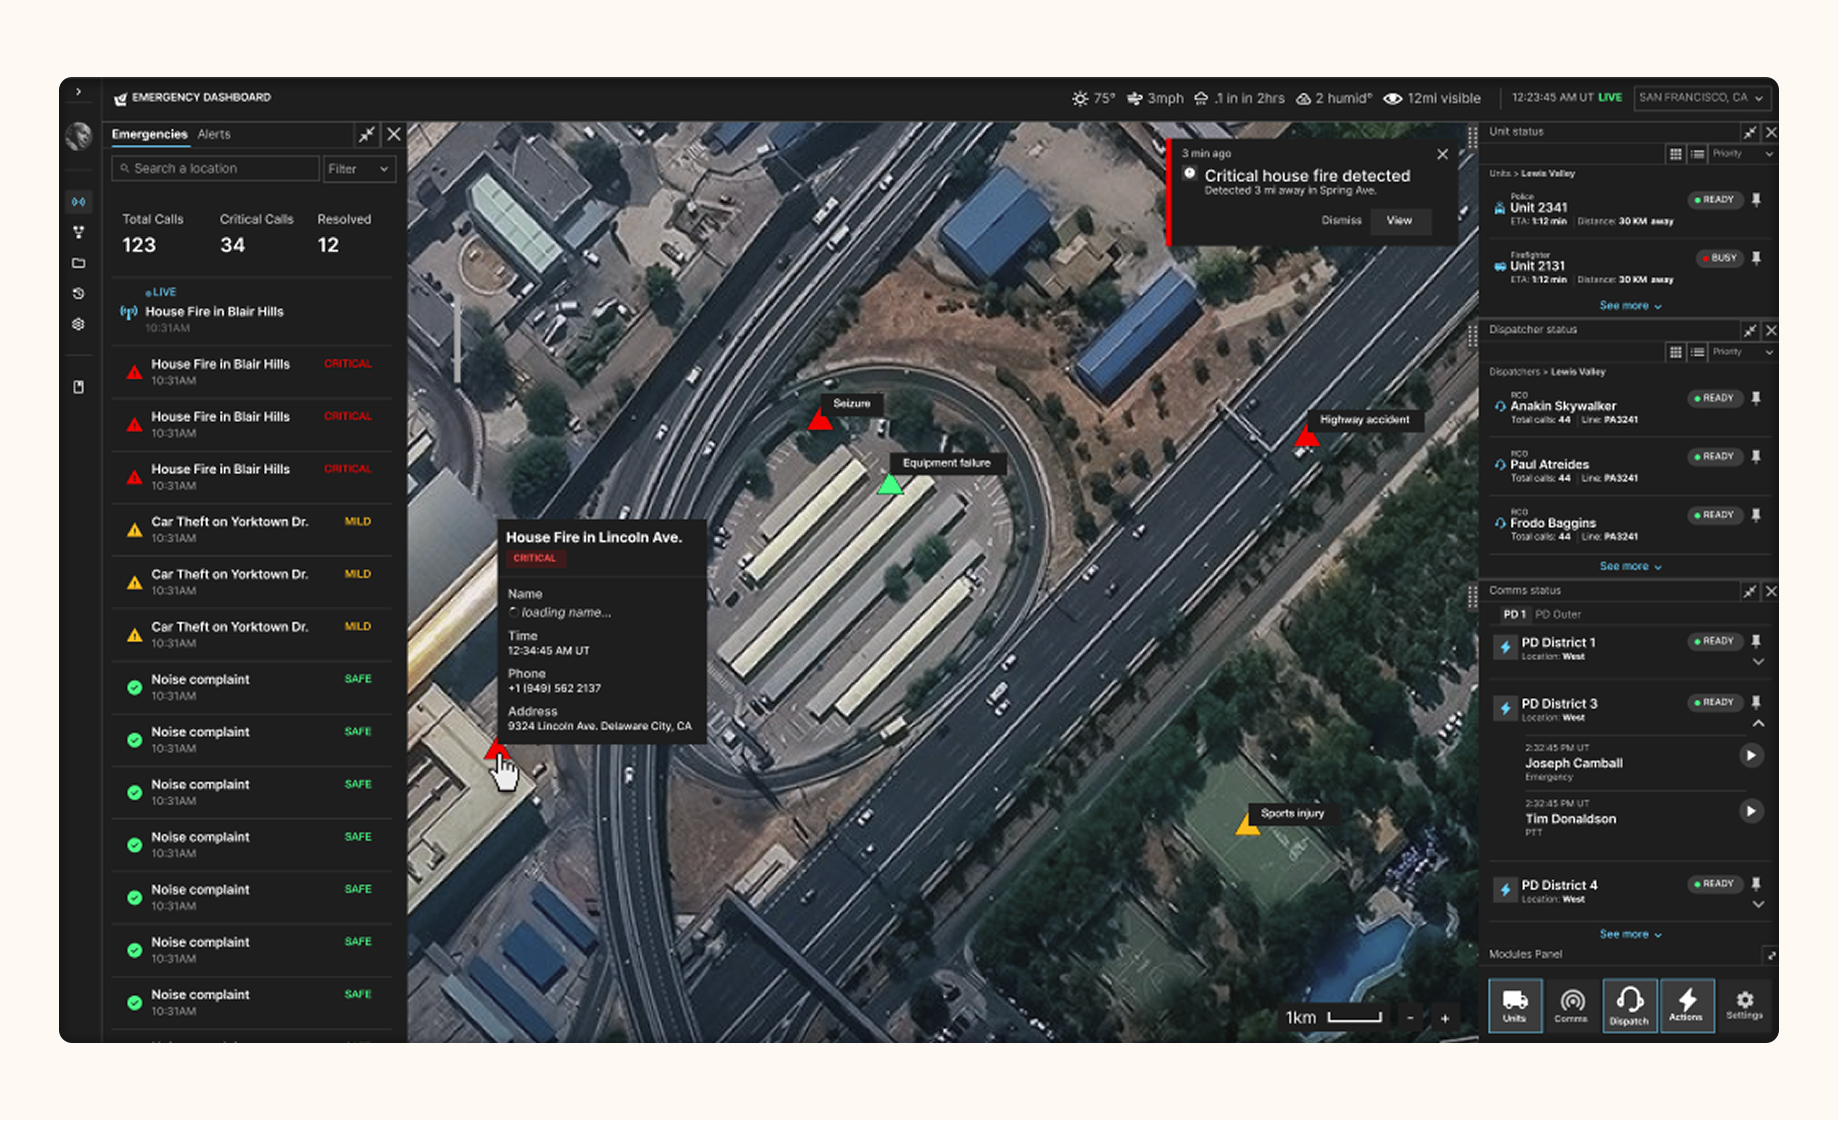 EMERGENCY DASHBOARD
75°
3mph
.1 in in 2hrs
2 humid°
12mi visible
12:23:45 AM UT LIVE
SAN FRANCISCO, CA
Emergencies
Alerts
Search a location
Filter
Total Calls
123
Critical Calls
34
Resolved
12
LIVE
House Fire in Blair Hills
10:31AM
House Fire in Blair Hills CRITICAL
10:31AM
House Fire in Blair Hills CRITICAL
10:31AM
House Fire in Blair Hills CRITICAL
10:31AM
Car Theft on Yorktown Dr. MILD
10:31AM
Car Theft on Yorktown Dr. MILD
10:31AM
Car Theft on Yorktown Dr. MILD
10:31AM
Noise complaint SAFE
10:31AM
Noise complaint SAFE
10:31AM
Noise complaint SAFE
10:31AM
Noise complaint SAFE
10:31AM
Noise complaint SAFE
10:31AM
Noise complaint SAFE
10:31AM
Noise complaint SAFE
10:31AM
3 min ago
Critical house fire detected
Detected 3 mi away in Spring Ave.
Dismiss
View
Seizure
Highway accident
Equipment failure
House Fire in Lincoln Ave.
CRITICAL
Name
loading name...
Time
12:34:45 AM UT
Phone
+1 (949) 562 2137
Address
9324 Lincoln Ave. Delaware City, CA
Sports injury
1km
-
+
Unit status
Priority
Units > Lewis Valley
Police
Unit 2341
READY
ETA: 1:12 min
Distance: 30 KM away
Firefighter
Unit 2131
BUSY
ETA: 1:12 min
Distance: 30 KM away
See more
Dispatcher status
Priority
Dispatchers > Lewis Valley
RCO
Anakin Skywalker
READY
Total calls: 44
Line: PA3241
RCO
Paul Atreides
READY
Total calls: 44
Line: PA3241
RCO
Frodo Baggins
READY
Total calls: 44
Line: PA3241
See more
Comms status
PD 1
PD Outer
PD District 1
READY
Location: West
PD District 3
READY
Location: West
2:32:45 PM UT
Joseph Camball
Emergency
2:32:45 PM UT
Tim Donaldson
PTT
PD District 4
READY
Location: West
See more
Modules Panel
Units
Comms
Dispatch
Actions
Settings